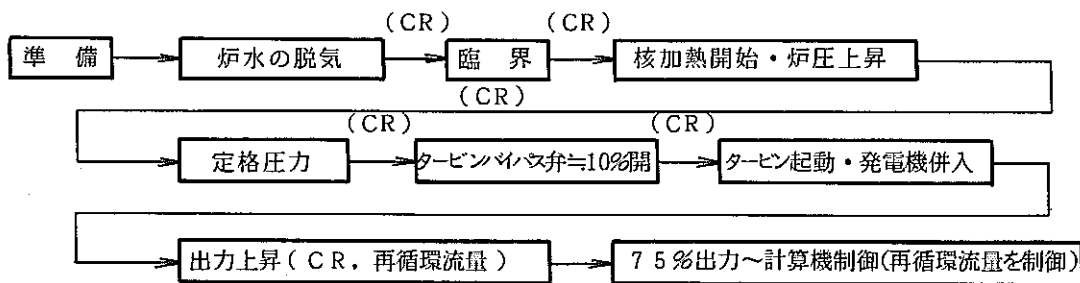 (CR) (CR)
準 備 炉水の脱気 臨 界 核加熱開始・炉圧上昇
(CR)
(CR) (CR)
定格圧力 タービンバイパス弁≒10%開 タービン起動・発電機併入
出力上昇(CR,再循環流量) 75%出力~計算機制御(再循環流量を制御)